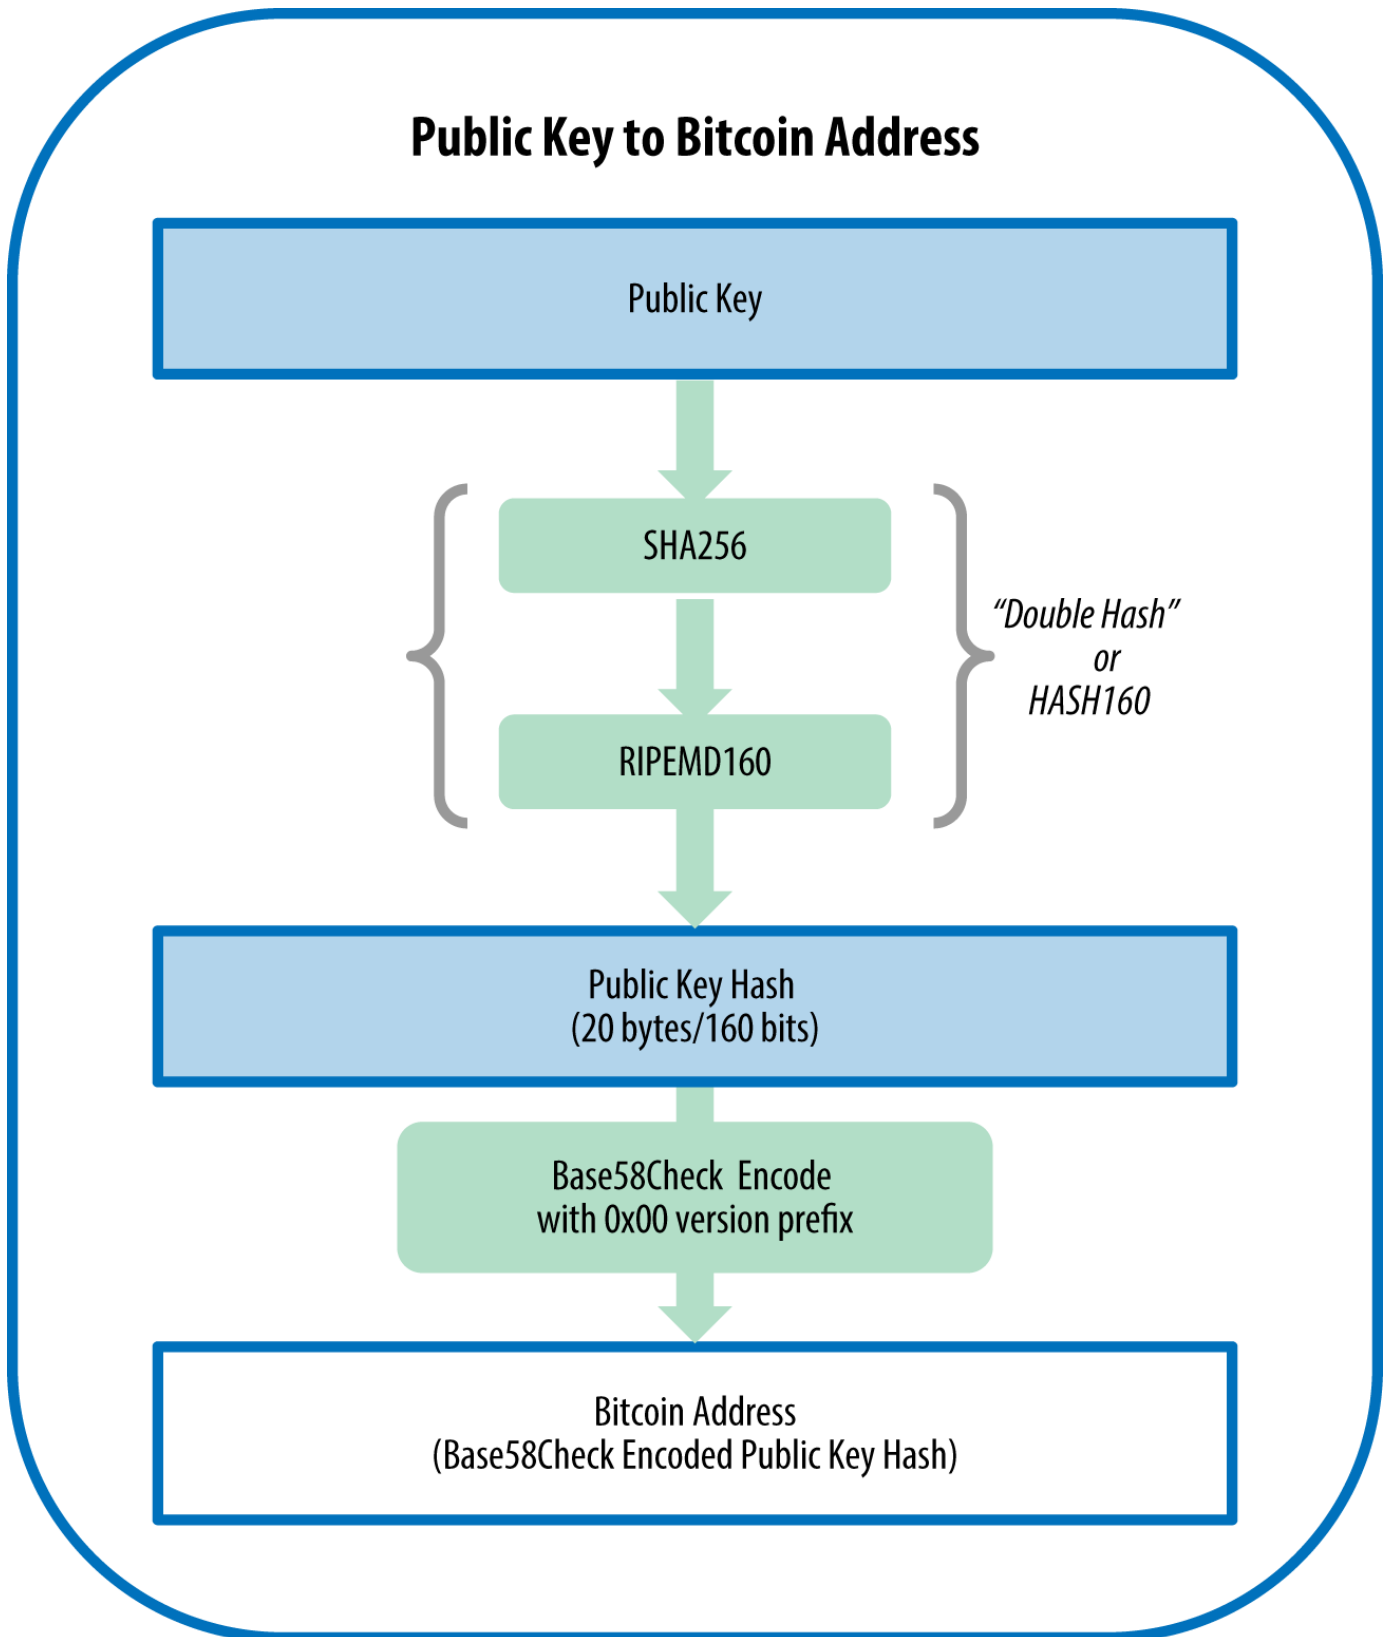 Public Key to Bitcoin Address
Public Key
SHA256
“Double Hash”
or
HASH160
RIPEMD160
Public Key Hash
(20 bytes/160 bits)
Base58Check Encode
with 0x00 version prefix
Bitcoin Address
(Base58Check Encoded Public Key Hash)